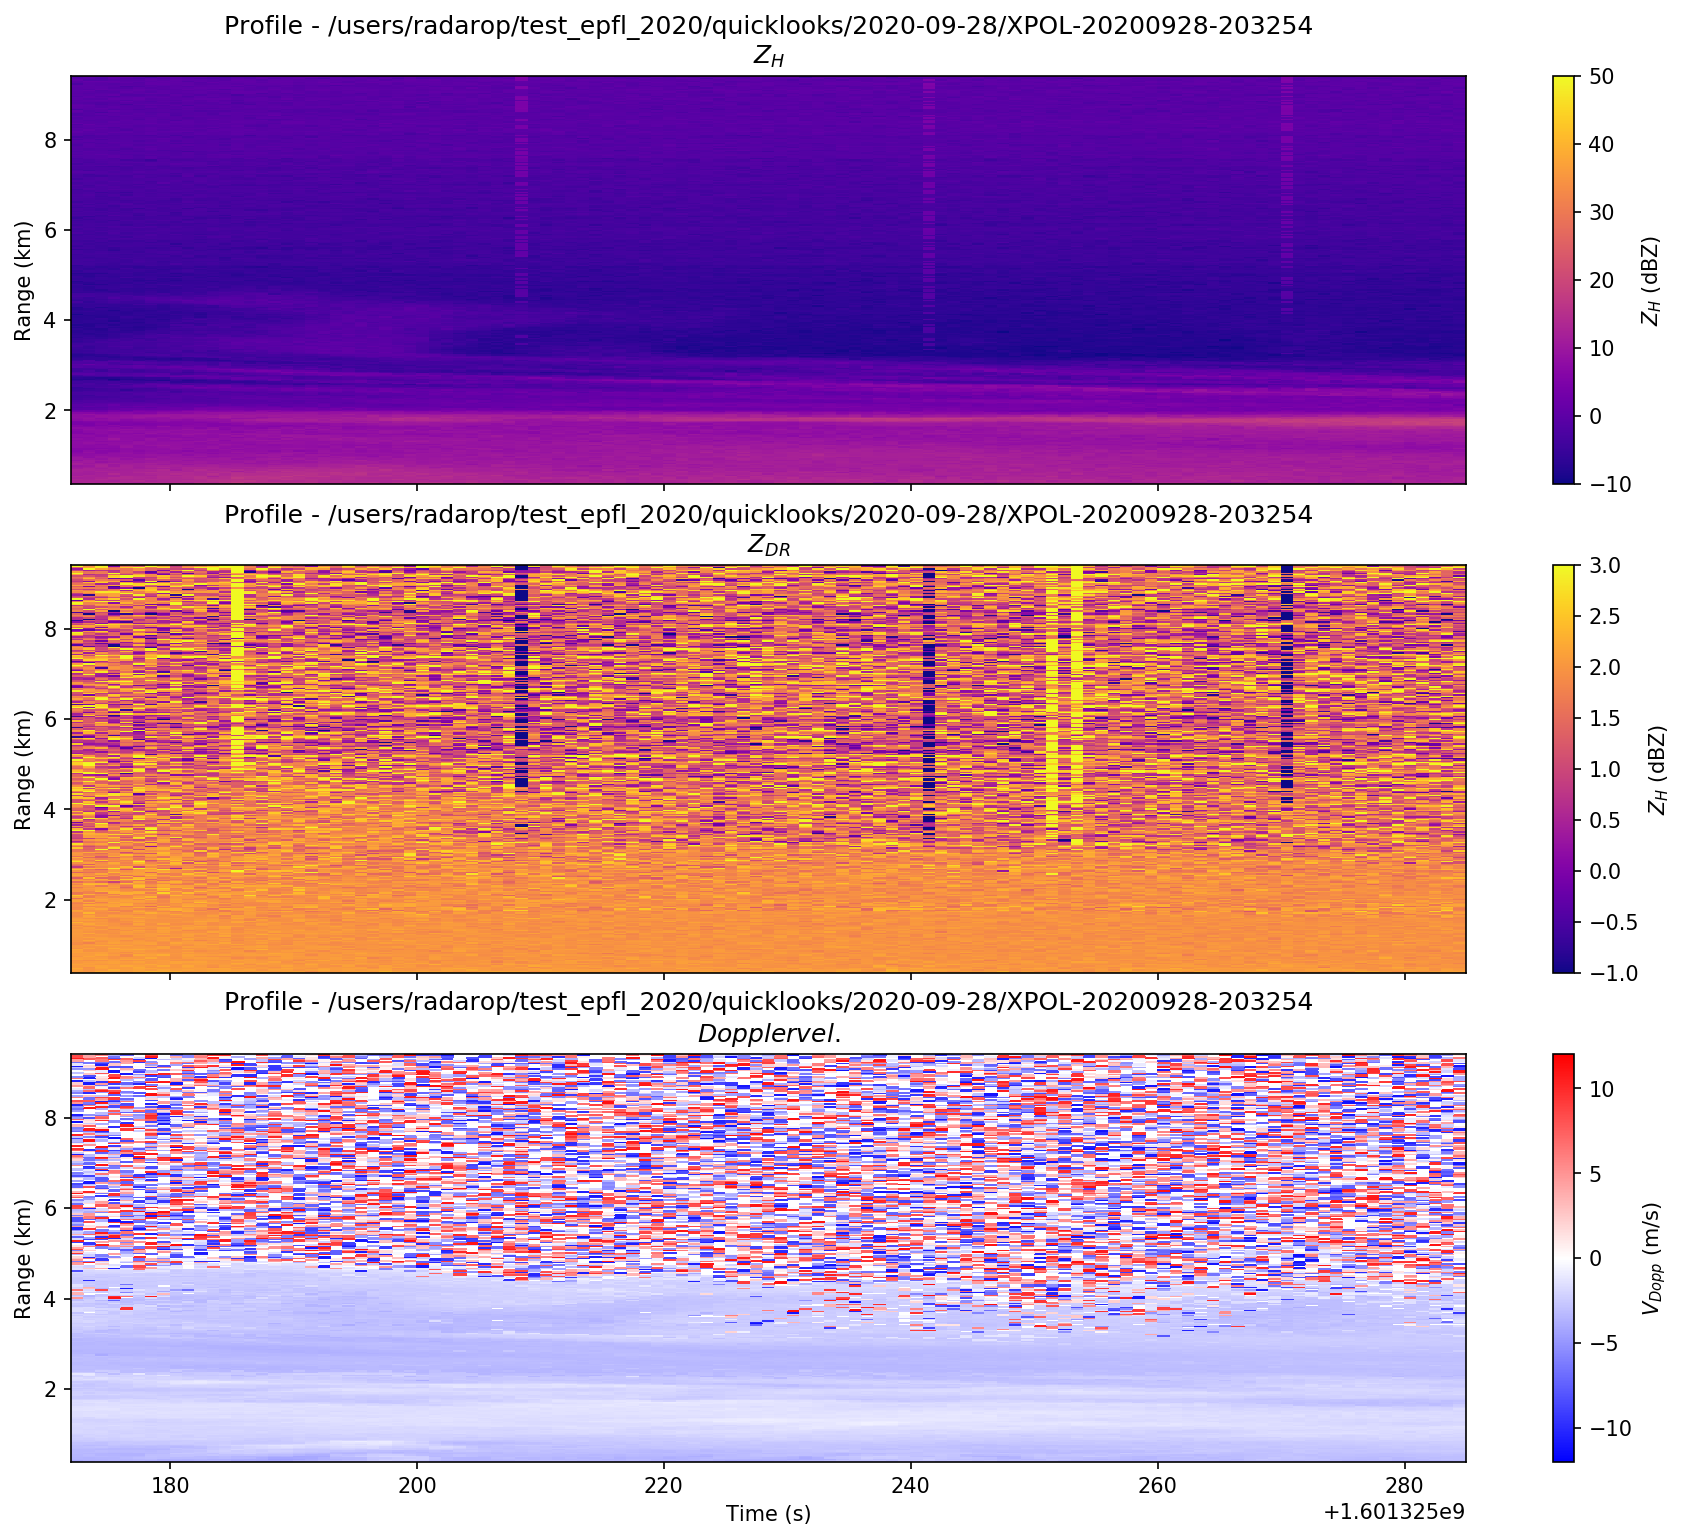 Profile - /users/radarop/test_epfl_2020/quicklooks/2020-09-28/XPOL-20200928-203254
Z_H
Range (km)
8
6
4
2
50
40
30
20
10
0
−10
Z_H (dBZ)
Profile - /users/radarop/test_epfl_2020/quicklooks/2020-09-28/XPOL-20200928-203254
Z_DR
Range (km)
8
6
4
2
3.0
2.5
2.0
1.5
1.0
0.5
0.0
−0.5
−1.0
Z_H (dBZ)
Profile - /users/radarop/test_epfl_2020/quicklooks/2020-09-28/XPOL-20200928-203254
Dopplervel.
Range (km)
8
6
4
2
10
5
0
−5
−10
V_Dopp (m/s)
180 200 220 240 260 280
Time (s)
+1.601325e9